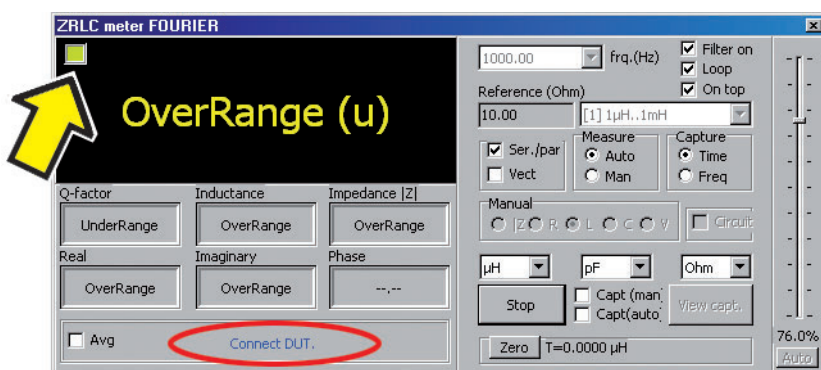 ZRLC meter FOURIER
OverRange (u)
Q-factor Inductance Impedance |Z|
UnderRange OverRange OverRange
Real Imaginary Phase
OverRange OverRange --,--
Avg Connect DUT.
1000.00 frq.(Hz) Filter on
Loop
Reference (Ohm) On top
10.00 [1] 1µH..1mH
Measure Capture
Ser./par Auto Time
Vect Man Freq
Manual
|Z R L C V Circuit
µH pF Ohm
Stop Capt (man) View capt.
Capt(auto)
Zero T=0.0000 µH
76.0%
Auto